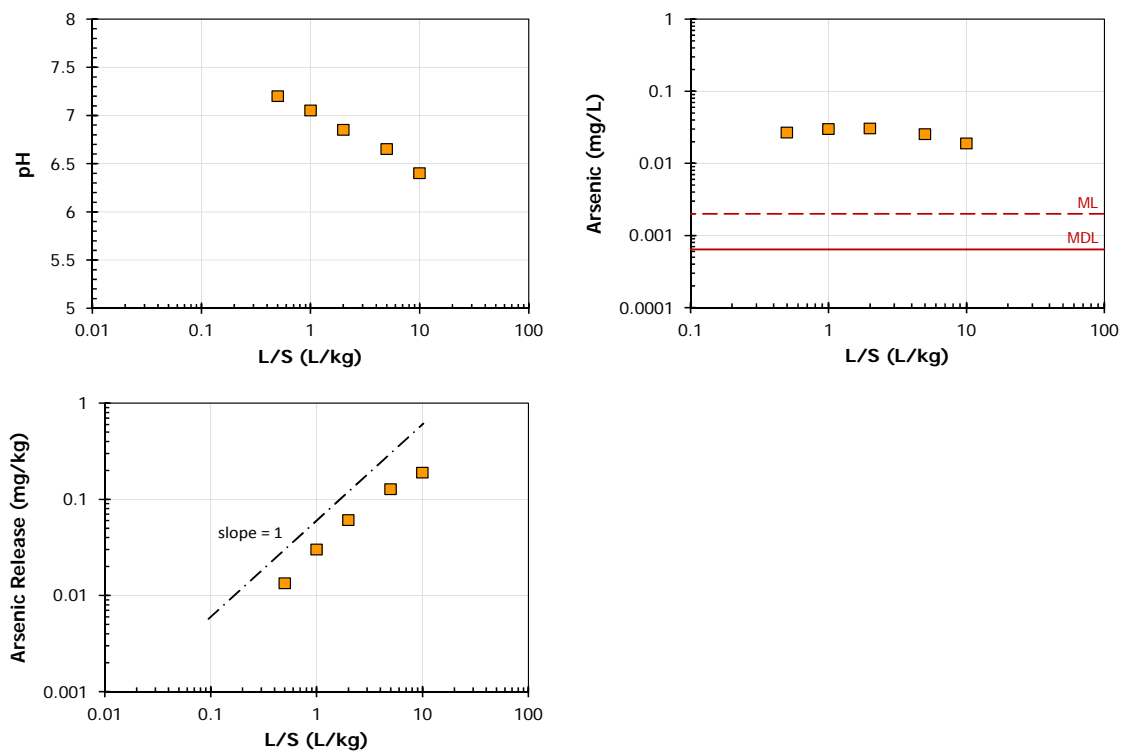 8
7.5
7
6.5
6
5.5
5
pH
0.01 0.1 1 10 100
L/S (L/kg)
1
0.1
0.01
0.001
0.0001
Arsenic (mg/L)
ML
MDL
0.1 1 10 100
L/S (L/kg)
1
0.1
0.01
0.001
Arsenic Release (mg/kg)
slope = 1
0.01 0.1 1 10 100
L/S (L/kg)